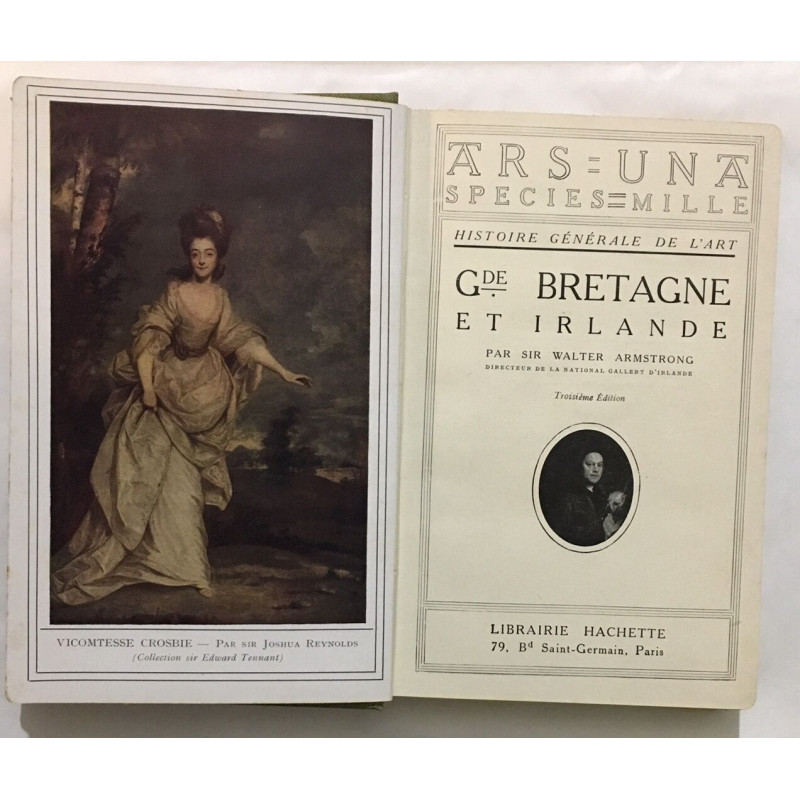 VICOMTESSE CROSBIE — PAR SIR JOSHUA REYNOLDS
(Collection sir Edward Tennant)
ARS = UNA
SPECIES ≡ MILLE
HISTOIRE GÉNÉRALE DE L'ART
GDE BRETAGNE
ET IRLANDE
PAR SIR WALTER ARMSTRONG
DIRECTEUR DE LA NATIONAL GALLERY D'IRLANDE
Troisième Édition
LIBRAIRIE HACHETTE
79, Bd Saint-Germain, Paris